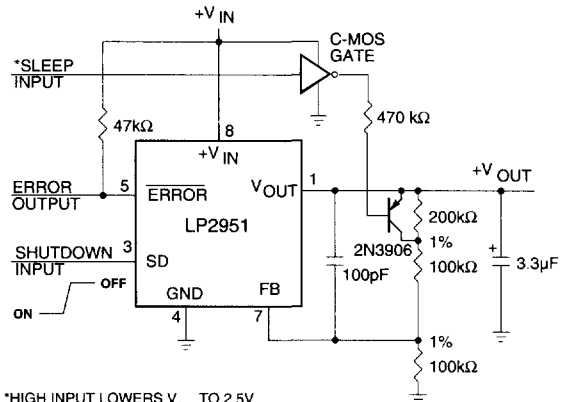 +V IN
C-MOS
GATE
*SLEEP
INPUT
470 kΩ
47kΩ
8
+V IN
ERROR
OUTPUT
5
ERROR
V OUT
1
+V OUT
LP2951
200kΩ
2N3906
1%
SHUTDOWN
INPUT
3
SD
100pF
100kΩ
+
3.3µF
ON
OFF
GND
FB
4
7
1%
100kΩ
*HIGH INPUT LOWERS V TO 2.5V